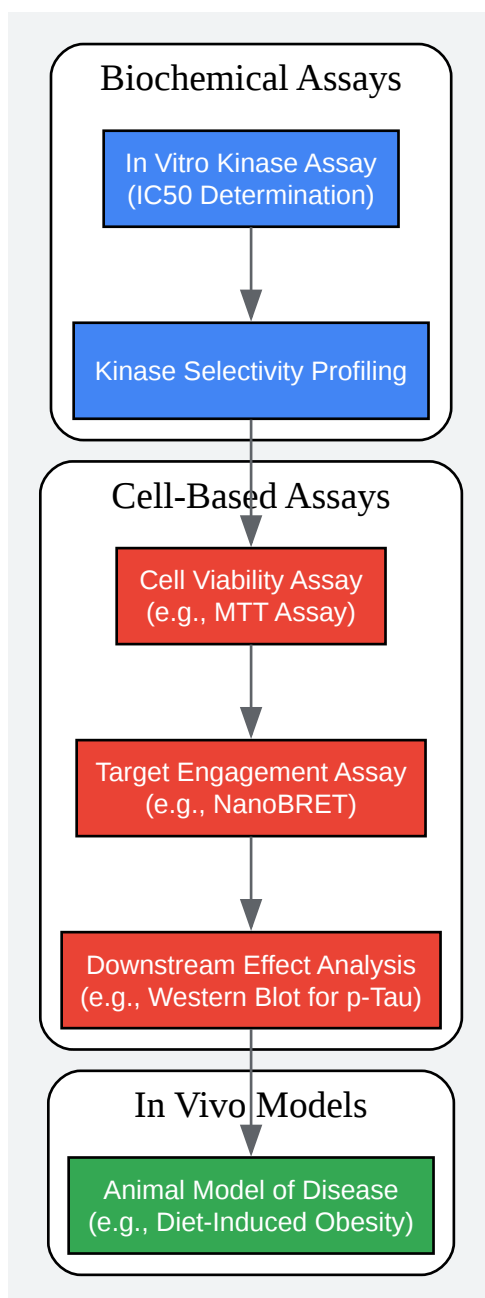 Biochemical Assays
In Vitro Kinase Assay
(IC50 Determination)
Kinase Selectivity Profiling
Cell-Based Assays
Cell Viability Assay
(e.g., MTT Assay)
Target Engagement Assay
(e.g., NanoBRET)
Downstream Effect Analysis
(e.g., Western Blot for p-Tau)
In Vivo Models
Animal Model of Disease
(e.g., Diet-Induced Obesity)